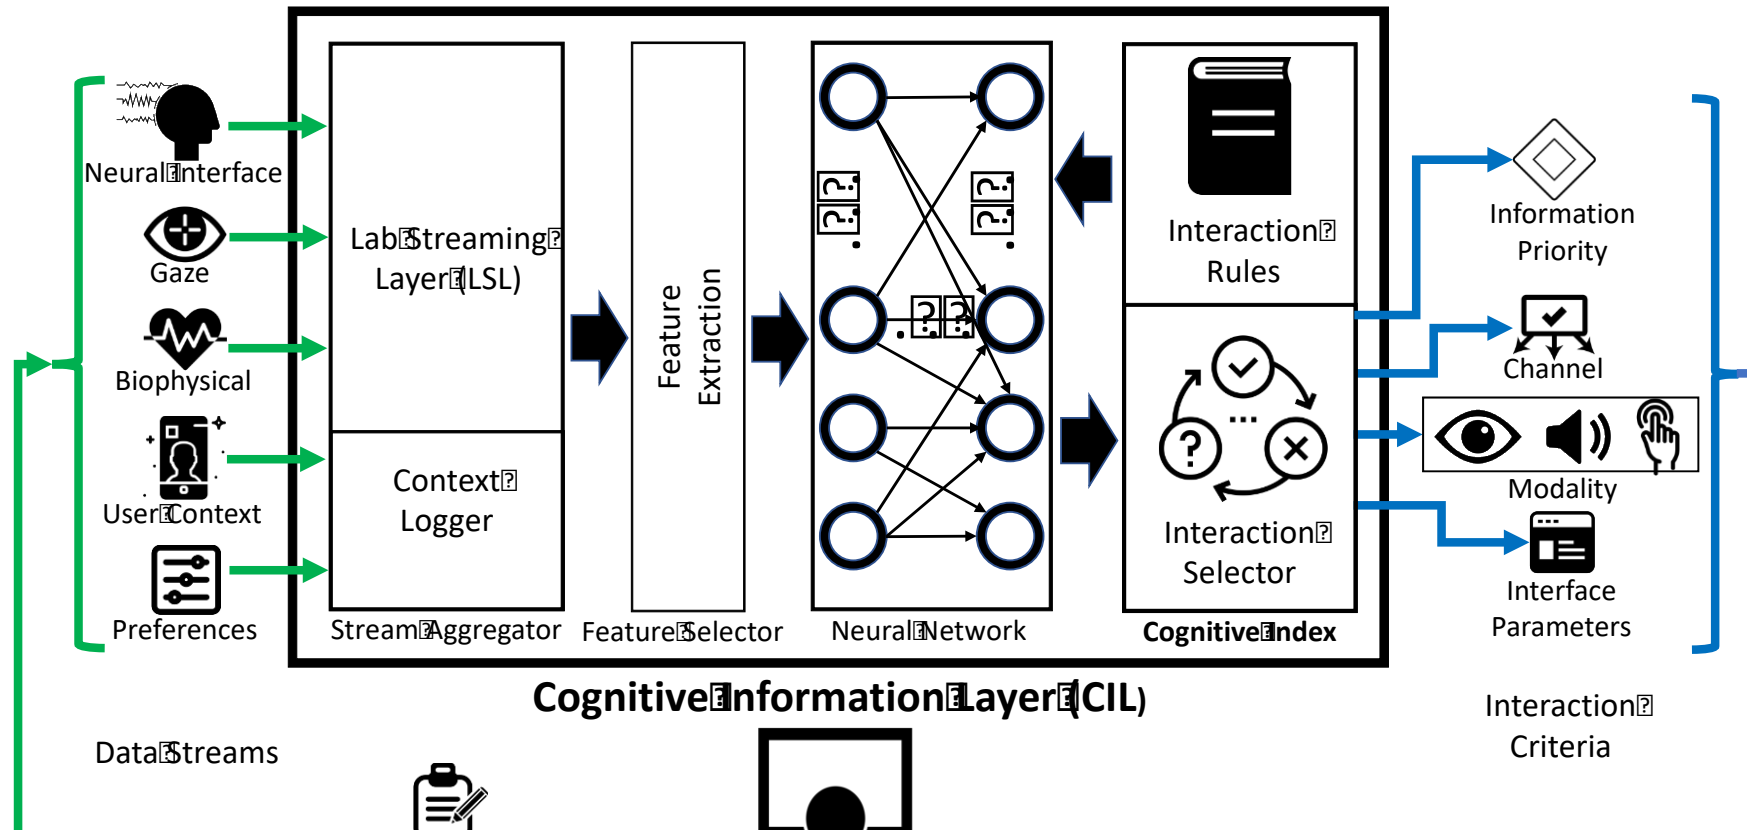 Neural Interface
Gaze
Biophysical
User Context
Preferences
Data Streams
Lab Streaming
Layer (LSL)
Context
Logger
Stream Aggregator
Feature
Extraction
Feature Selector
Neural Network
Interaction
Rules
...
?
Interaction
Selector
Cognitive Index
Cognitive Information Layer (CIL)
Information
Priority
Channel
Modality
Interface
Parameters
Interaction
Criteria